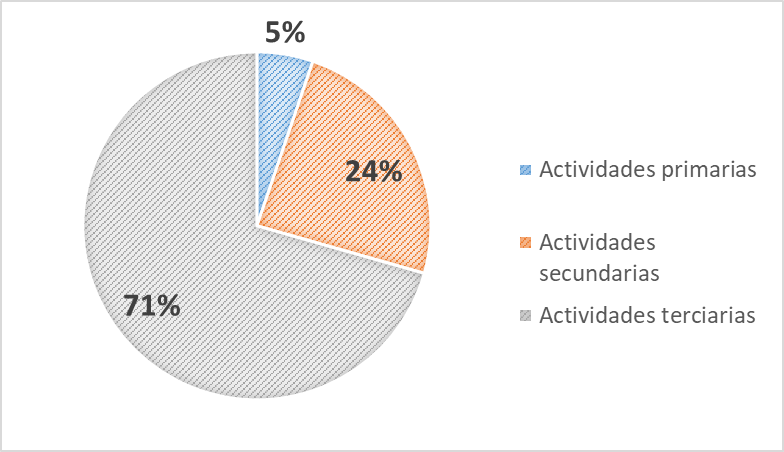 5%
24%
71%
Actividades primarias
Actividades
secundarias
Actividades terciarias